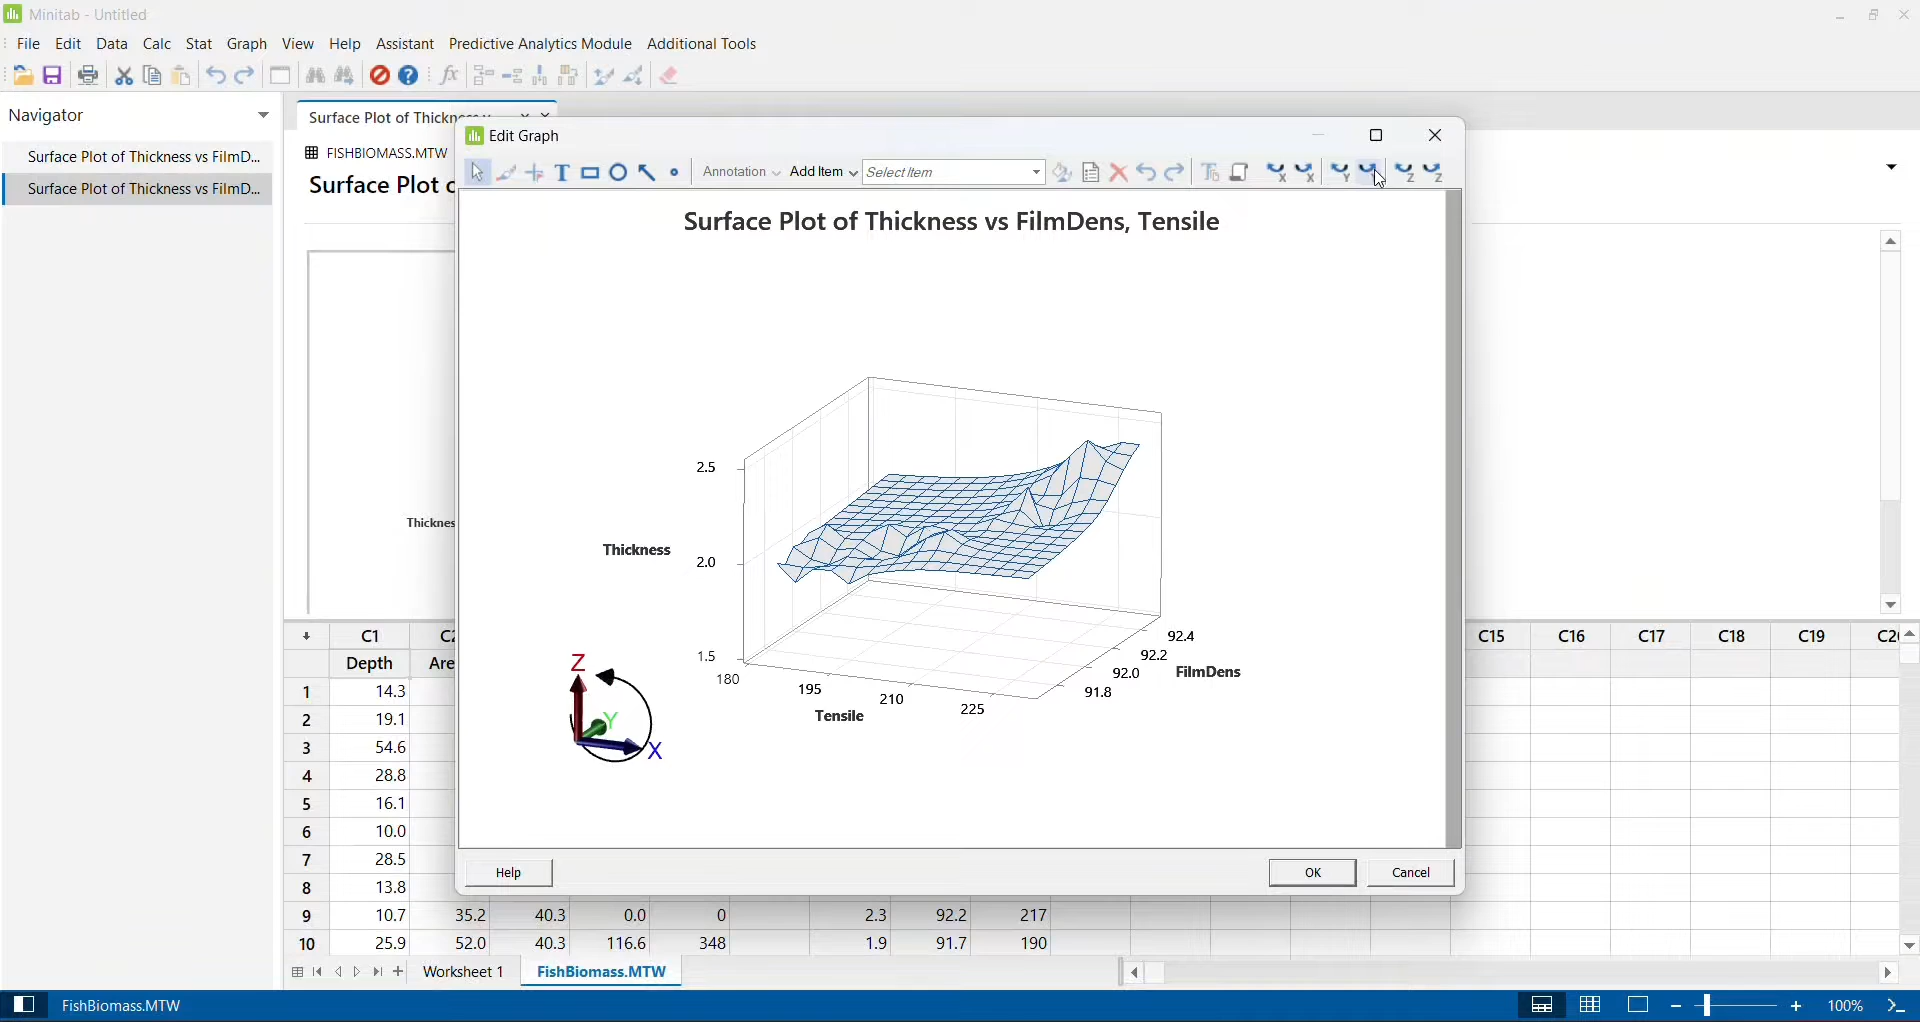 Minitab - Untitled
File Edit Data Calc Stat Graph View Help Assistant Predictive Analytics Module Additional Tools
fx
Navigator
Surface Plot of Thickness vs FilmD...
Surface Plot of Thickness vs FilmD...
Surface Plot of Thickness
FISHBIOMASS.MTW
Surface Plot
Thicknes
Edit Graph
T Annotation Add Item Select Item X X Y Z Z
Surface Plot of Thickness vs FilmDens, Tensile
2.5
Thickness
2.0
1.5
180
195
210
225
Tensile
92.4
92.2
92.0
91.8
FilmDens
Z
Y
X
Help OK Cancel
C1 C2 C15 C16 C17 C18 C19 C2
Depth Are
1 14.3
2 19.1
3 54.6
4 28.8
5 16.1
6 10.0
7 28.5
8 13.8
9 10.7 35.2 40.3 0.0 0 2.3 92.2 217
10 25.9 52.0 40.3 116.6 348 1.9 91.7 190
Worksheet 1 FishBiomass.MTW
FishBiomass.MTW 100%